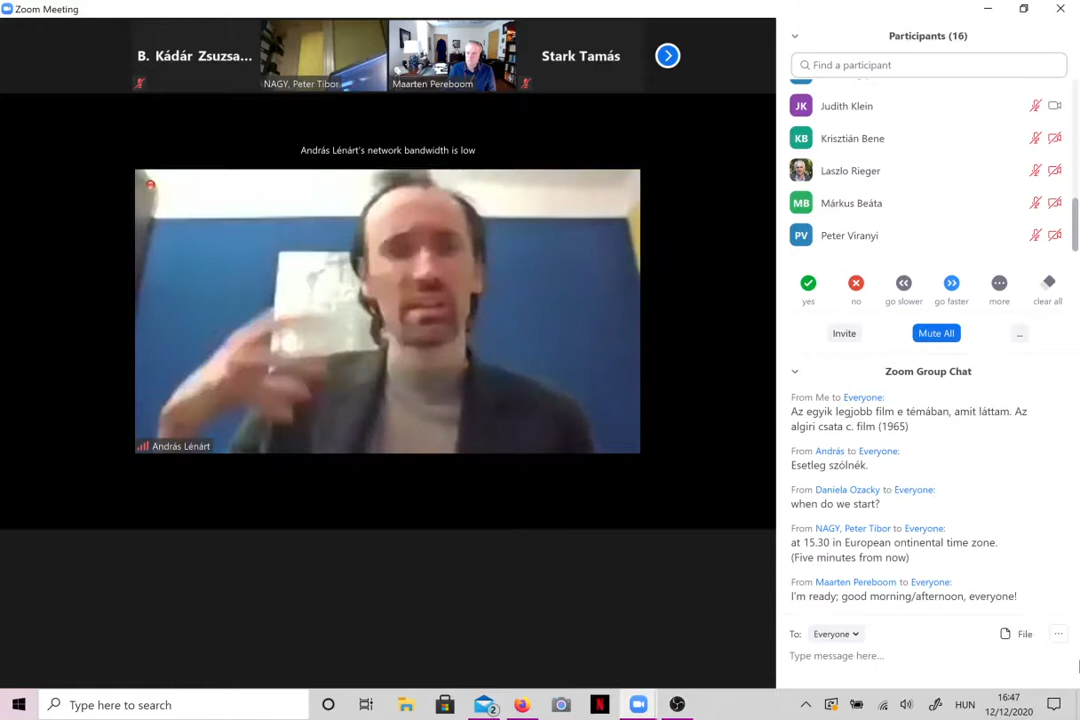 Zoom Meeting
B. Kádár Zsuzsa...
NAGY, Peter Tibor
Maarten Pereboom
Stark Tamás
András Lénárt's network bandwidth is low
András Lénárt
Participants (16)
Find a participant
JK Judith Klein
KB Krisztián Bene
Laszlo Rieger
MB Márkus Beáta
PV Peter Viranyi
yes no go slower go faster more clear all
Invite Mute All ...
Zoom Group Chat
From Me to Everyone:
Az egyik legjobb film e témában, amit láttam. Az
algiri csata c. film (1965)
From András to Everyone:
Esetleg szólnék.
From Daniela Ozacky to Everyone:
when do we start?
From NAGY, Peter Tibor to Everyone:
at 15.30 in European ontinental time zone.
(Five minutes from now)
From Maarten Pereboom to Everyone:
I'm ready; good morning/afternoon, everyone!
To: Everyone File ...
Type message here...
Type here to search
2
N
HUN
16:47
12/12/2020